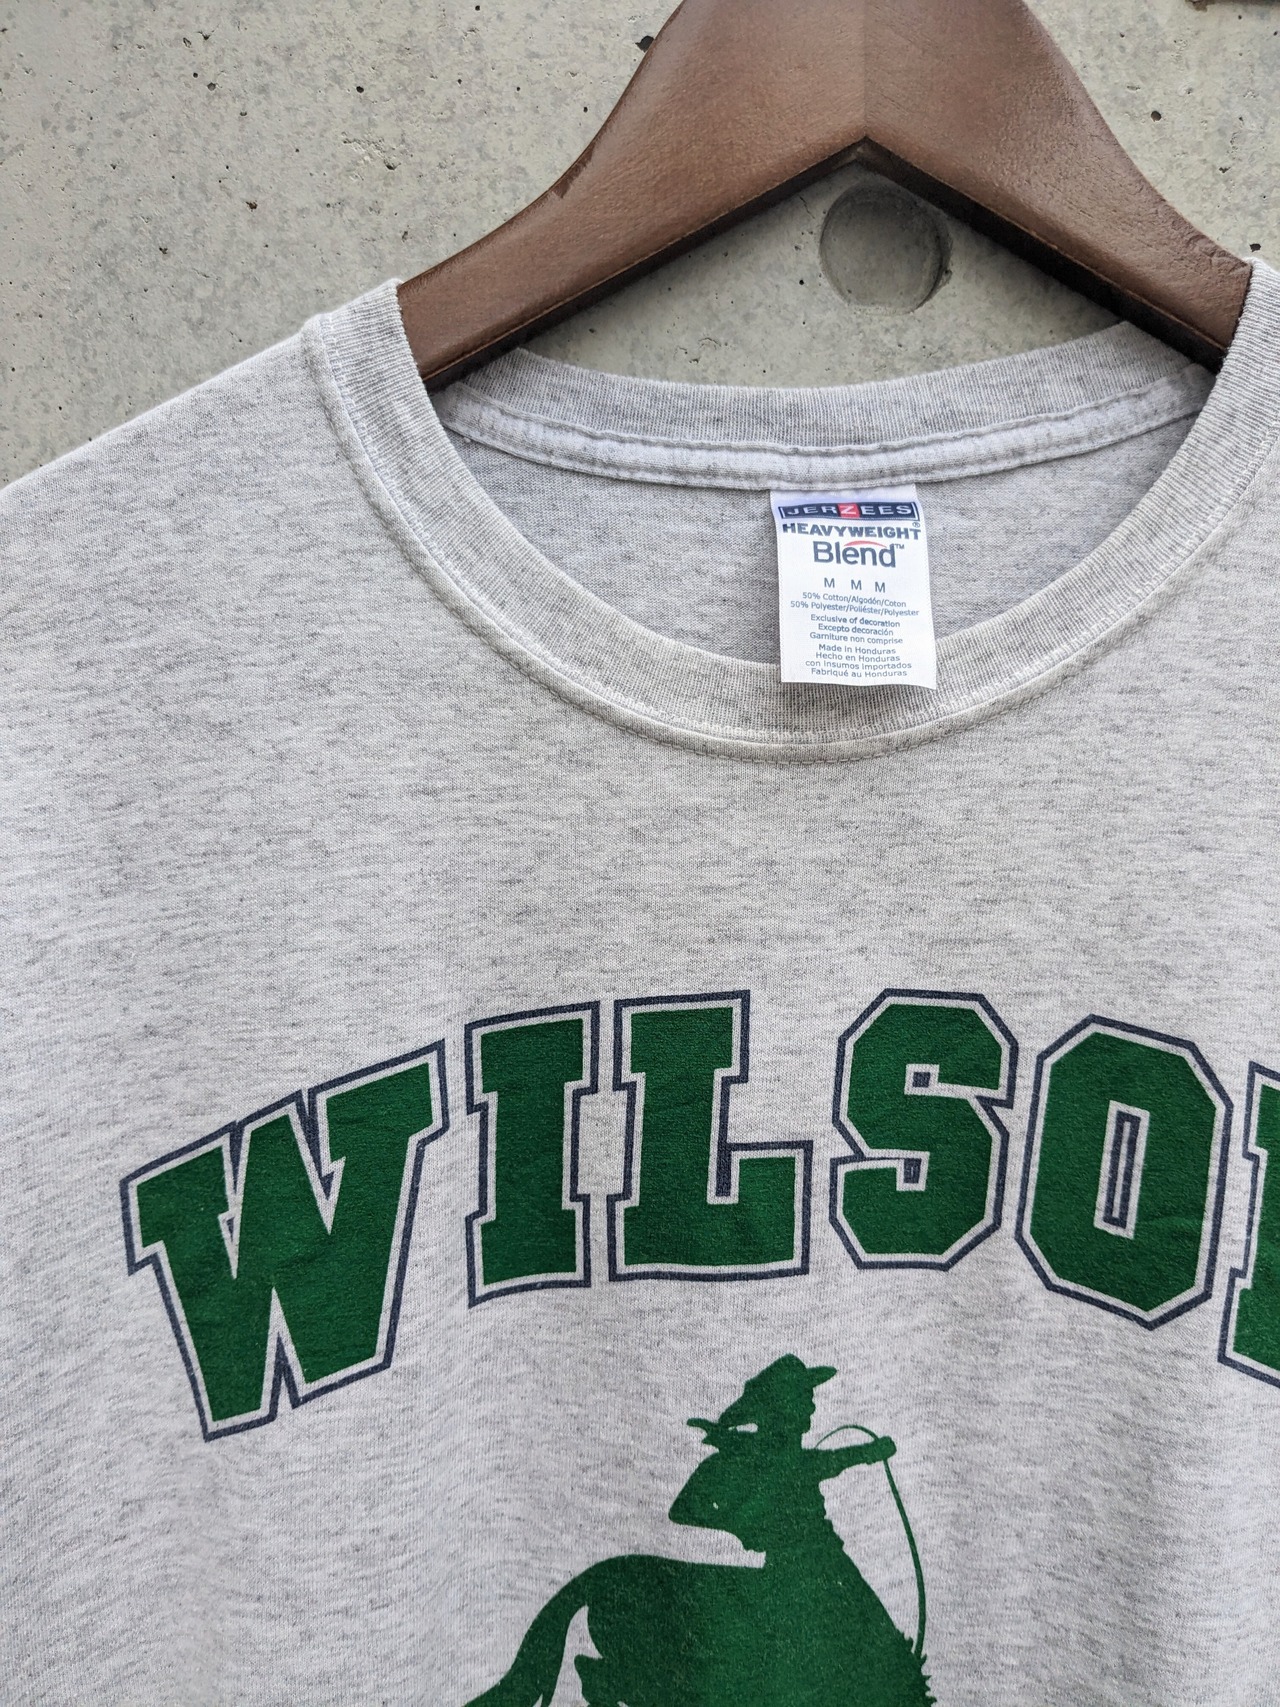 JERZEES
HEAVYWEIGHT®
Blend™
M M M
50% Cotton/Algodón/Coton
50% Polyester/Poliéster/Polyester
Exclusive of decoration
Excepto decoración
Garniture non comprise
Made in Honduras
Hecho en Honduras
con insumos importados
Fabriqué au Honduras
WILSO